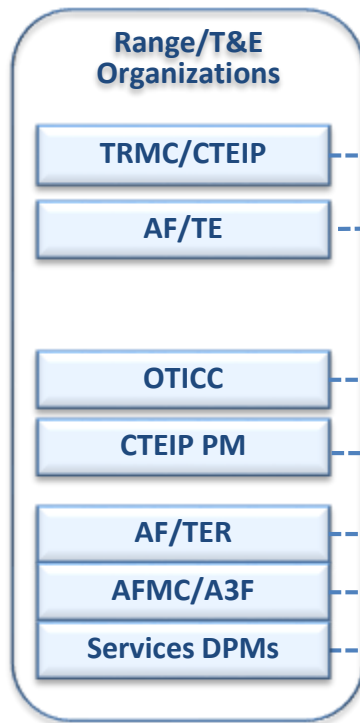 Range/T&E
Organizations
TRMC/CTEIP
AF/TE
OTICC
CTEIP PM
AF/TER
AFMC/A3F
Services DPMs